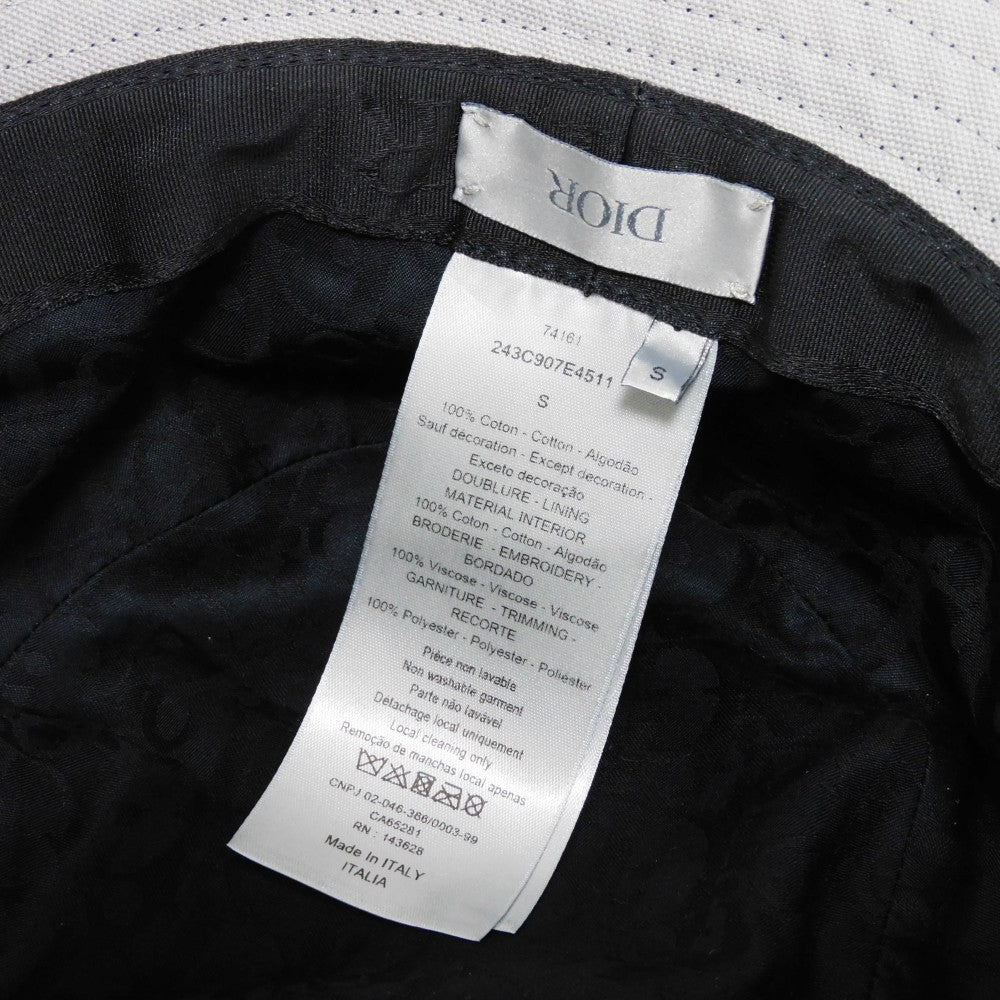 DIOR
74161
243C907E4511
S
S
100% Coton - Cotton - Algodão
Sauf décoration - Except decoration -
Exceto decoração
DOUBLURE - LINING
MATERIAL INTERIOR
100% Coton - Cotton - Algodão
BRODERIE - EMBROIDERY -
BORDADO
100% Viscose - Viscose - Viscose
GARNITURE - TRIMMING -
RECORTE
100% Polyester - Polyester - Poliéster
Pièce non lavable
Non washable garment
Parte não lavável
Detachage local uniquement
Local cleaning only
Remoção de manchas local apenas
CNPJ 02-046-386/0003-99
CA65281
RN : 143628
Made In ITALY
ITALIA